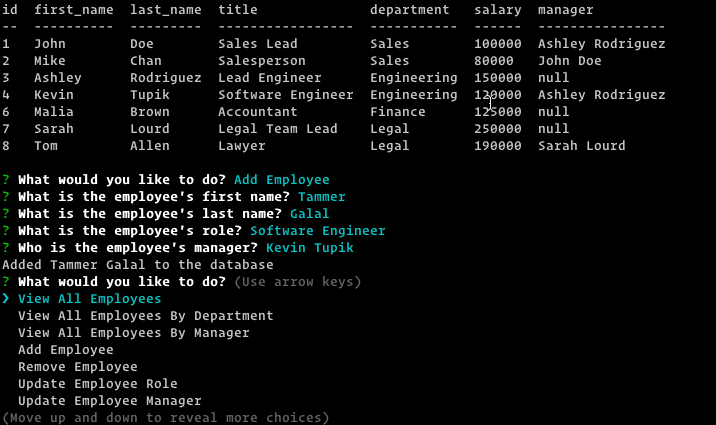 id  first_name  last_name  title              department   salary  manager
--  ----------  ---------  -----------------  -----------  ------  ----------------
1   John        Doe        Sales Lead         Sales        100000  Ashley Rodriguez
2   Mike        Chan       Salesperson        Sales        80000   John Doe
3   Ashley      Rodriguez  Lead Engineer      Engineering  150000  null
4   Kevin       Tupik      Software Engineer  Engineering  120000  Ashley Rodriguez
6   Malia       Brown      Accountant         Finance      125000  null
7   Sarah       Lourd      Legal Team Lead    Legal        250000  null
8   Tom         Allen      Lawyer             Legal        190000  Sarah Lourd
? What would you like to do? Add Employee
? What is the employee's first name? Tammer
? What is the employee's last name? Galal
? What is the employee's role? Software Engineer
? Who is the employee's manager? Kevin Tupik
Added Tammer Galal to the database
? What would you like to do? (Use arrow keys)
❯ View All Employees
  View All Employees By Department
  View All Employees By Manager
  Add Employee
  Remove Employee
  Update Employee Role
  Update Employee Manager
(Move up and down to reveal more choices)